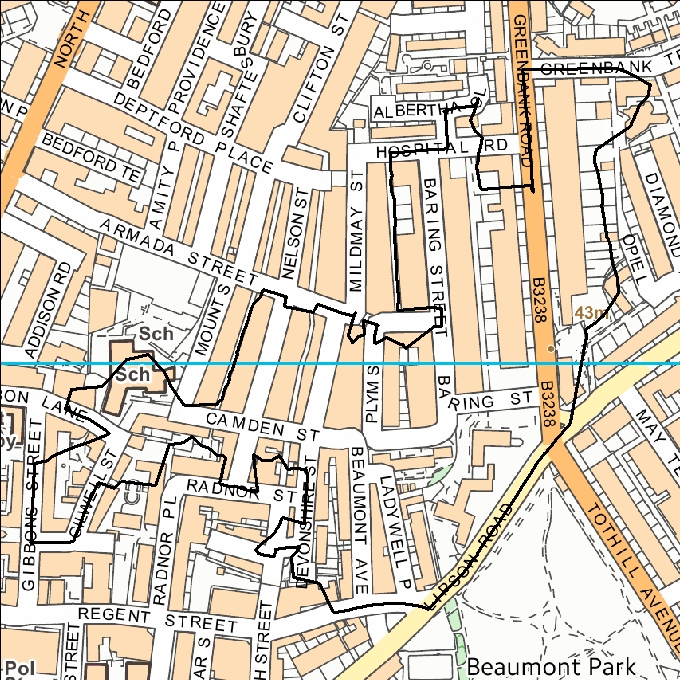 NORTH
BEDFORD
PROVIDENCE
SHAFTESBURY
CLIFTON ST
GREENBANK ROAD
GREENBANK
TE
ALBERTHA
DEPTFORD PLACE
BEDFORD TE
AMITY P
HOSPITAL RD
NELSON ST
MILDMAY ST
BARING STREET
DIAMOND
OPIE L
ARMADA STREET
ADDISON RD
MOUNT S
B3238
43m
Sch
Sch
PLYM S
BARING ST
B3238
SON LANE
CAMDEN ST
MAY TE
GIBBONS STREET
GILWELL ST
RADNOR ST
RADNOR PL
DEVONSHIRE ST
BEAUMONT AVE
LADYWELL P
LIPSON ROAD
TOTHILL AVENUE
REGENT STREET
STREET
AR S
H STREET
Pol
Beaumont Park